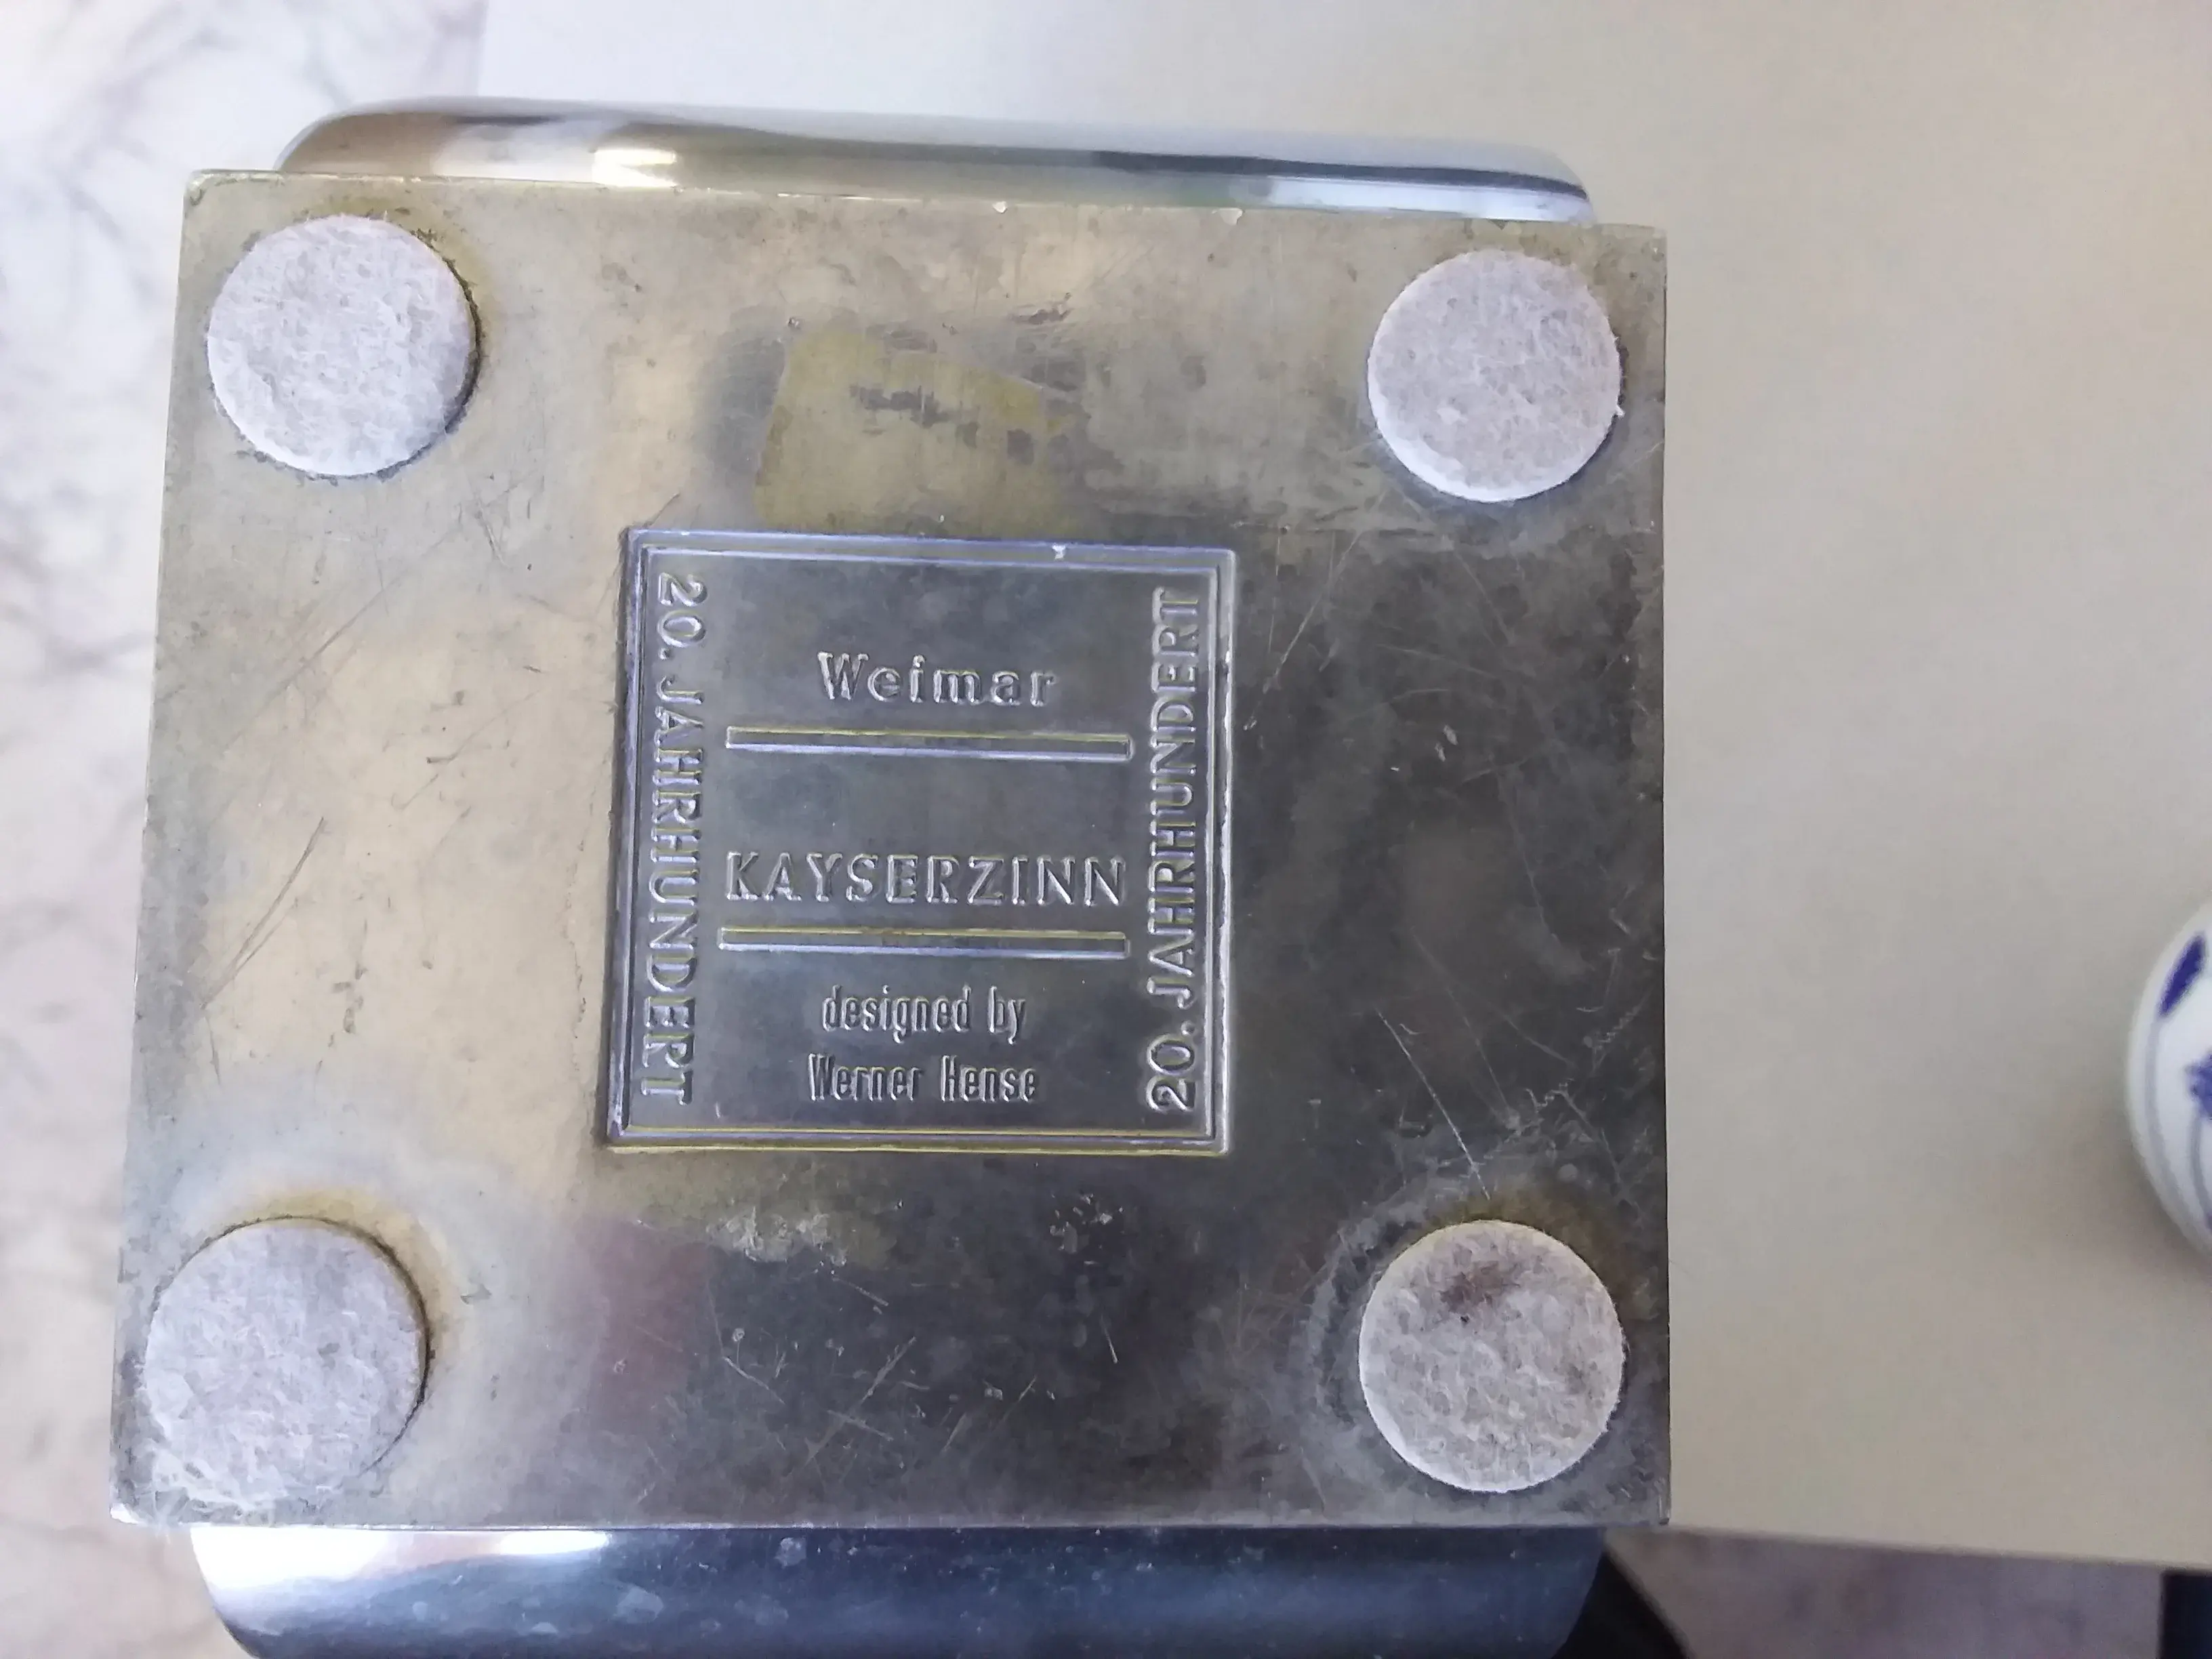 20. JAHRHUNDERT
Weimar
KAYSERZINN
designed by
Werner Hense
20. JAHRHUNDERT